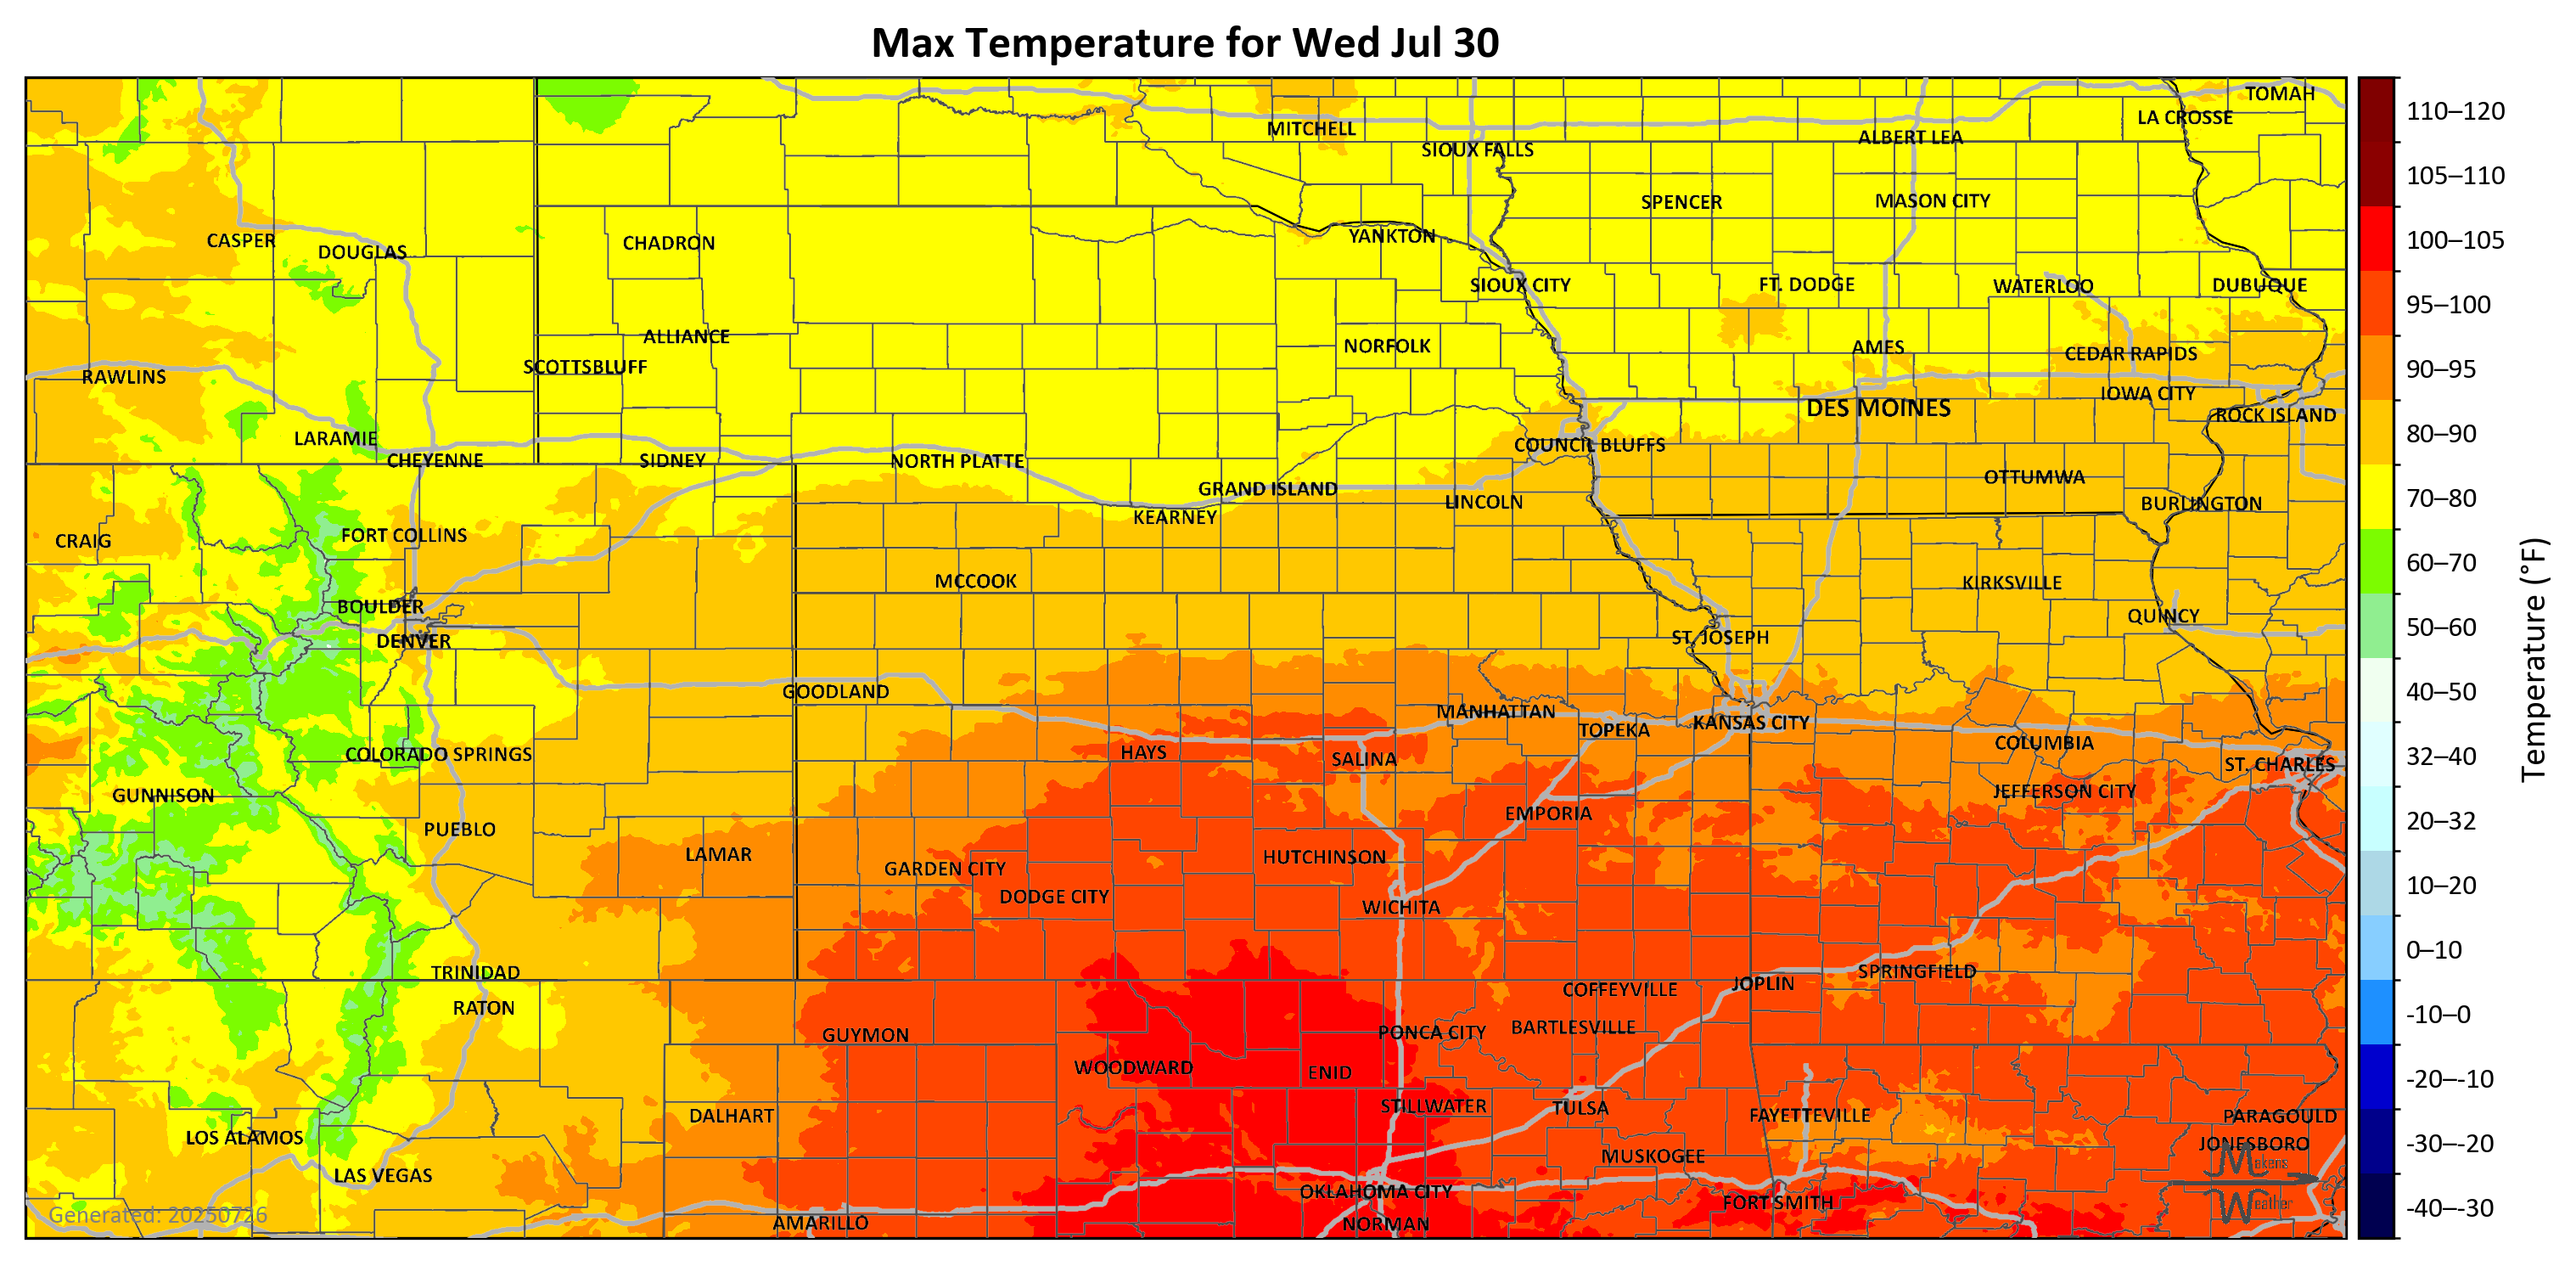 Max Temperature for Wed Jul 30
TOMAH
LA CROSSE
MITCHELL
ALBERT LEA
SIOUX FALLS
SPENCER
MASON CITY
YANKTON
CASPER
CHADRON
DOUGLAS
SIOUX CITY
FT. DODGE
WATERLOO
DUBUQUE
ALLIANCE
NORFOLK
AMES
CEDAR RAPIDS
SCOTTSBLUFF
RAWLINS
IOWA CITY
DES MOINES
ROCK ISLAND
LARAMIE
COUNCIL BLUFFS
CHEYENNE
SIDNEY
NORTH PLATTE
OTTUMWA
GRAND ISLAND
LINCOLN
BURLINGTON
KEARNEY
FORT COLLINS
CRAIG
MCCOOK
KIRKSVILLE
BOULDER
QUINCY
DENVER
ST. JOSEPH
GOODLAND
MANHATTAN
KANSAS CITY
TOPEKA
COLUMBIA
COLORADO SPRINGS
HAYS
SALINA
ST. CHARLES
GUNNISON
JEFFERSON CITY
EMPORIA
PUEBLO
LAMAR
HUTCHINSON
GARDEN CITY
DODGE CITY
WICHITA
TRINIDAD
SPRINGFIELD
JOPLIN
COFFEYVILLE
RATON
GUYMON
PONCA CITY
BARTLESVILLE
WOODWARD
ENID
STILLWATER
TULSA
DALHART
FAYETTEVILLE
PARAGOULD
LOS ALAMOS
JONESBORO
MUSKOGEE
LAS VEGAS
OKLAHOMA CITY
FORT SMITH
AMARILLO
NORMAN
Generated: 20250726
Makens
Weather
110–120
105–110
100–105
95–100
90–95
80–90
70–80
60–70
50–60
40–50
32–40
20–32
10–20
0–10
-10–0
-20–-10
-30–-20
-40–-30
Temperature (°F)